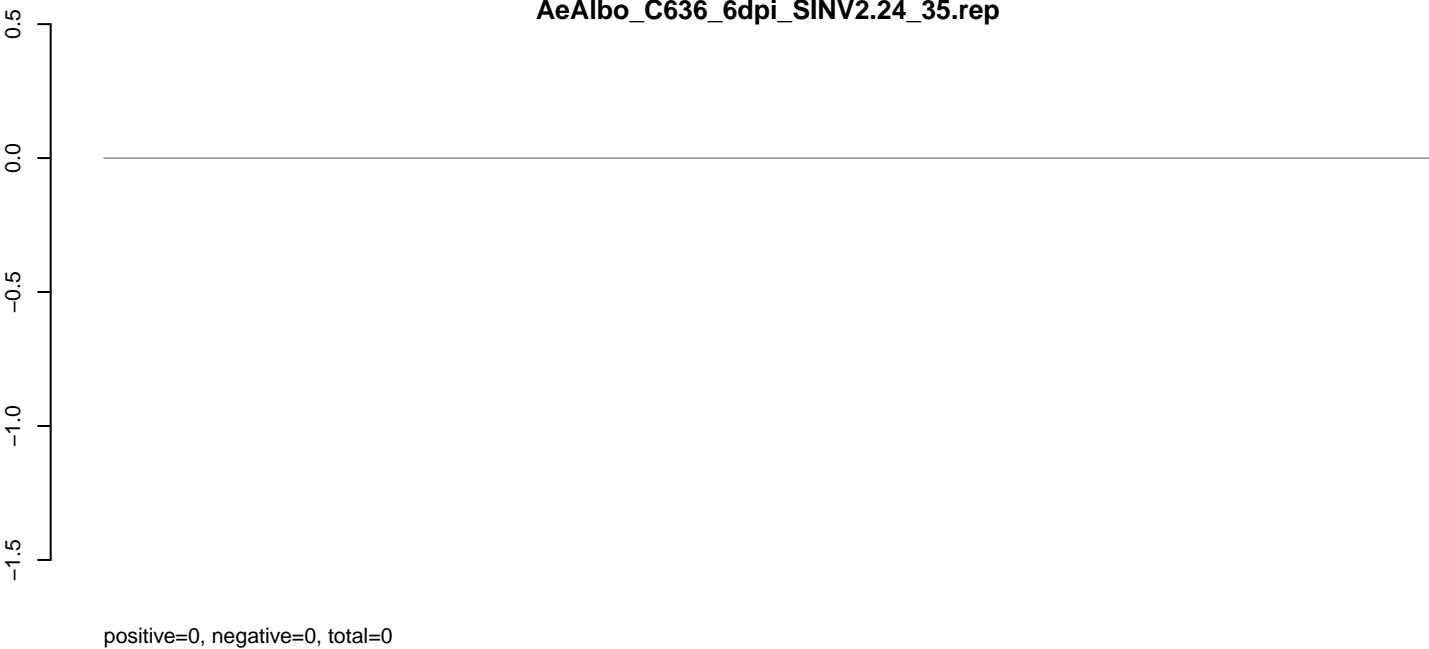 AeAlbo_C636_6dpi_SINV2.24_35.rep
0.5
0.0
−0.5
−1.0
−1.5
positive=0, negative=0, total=0